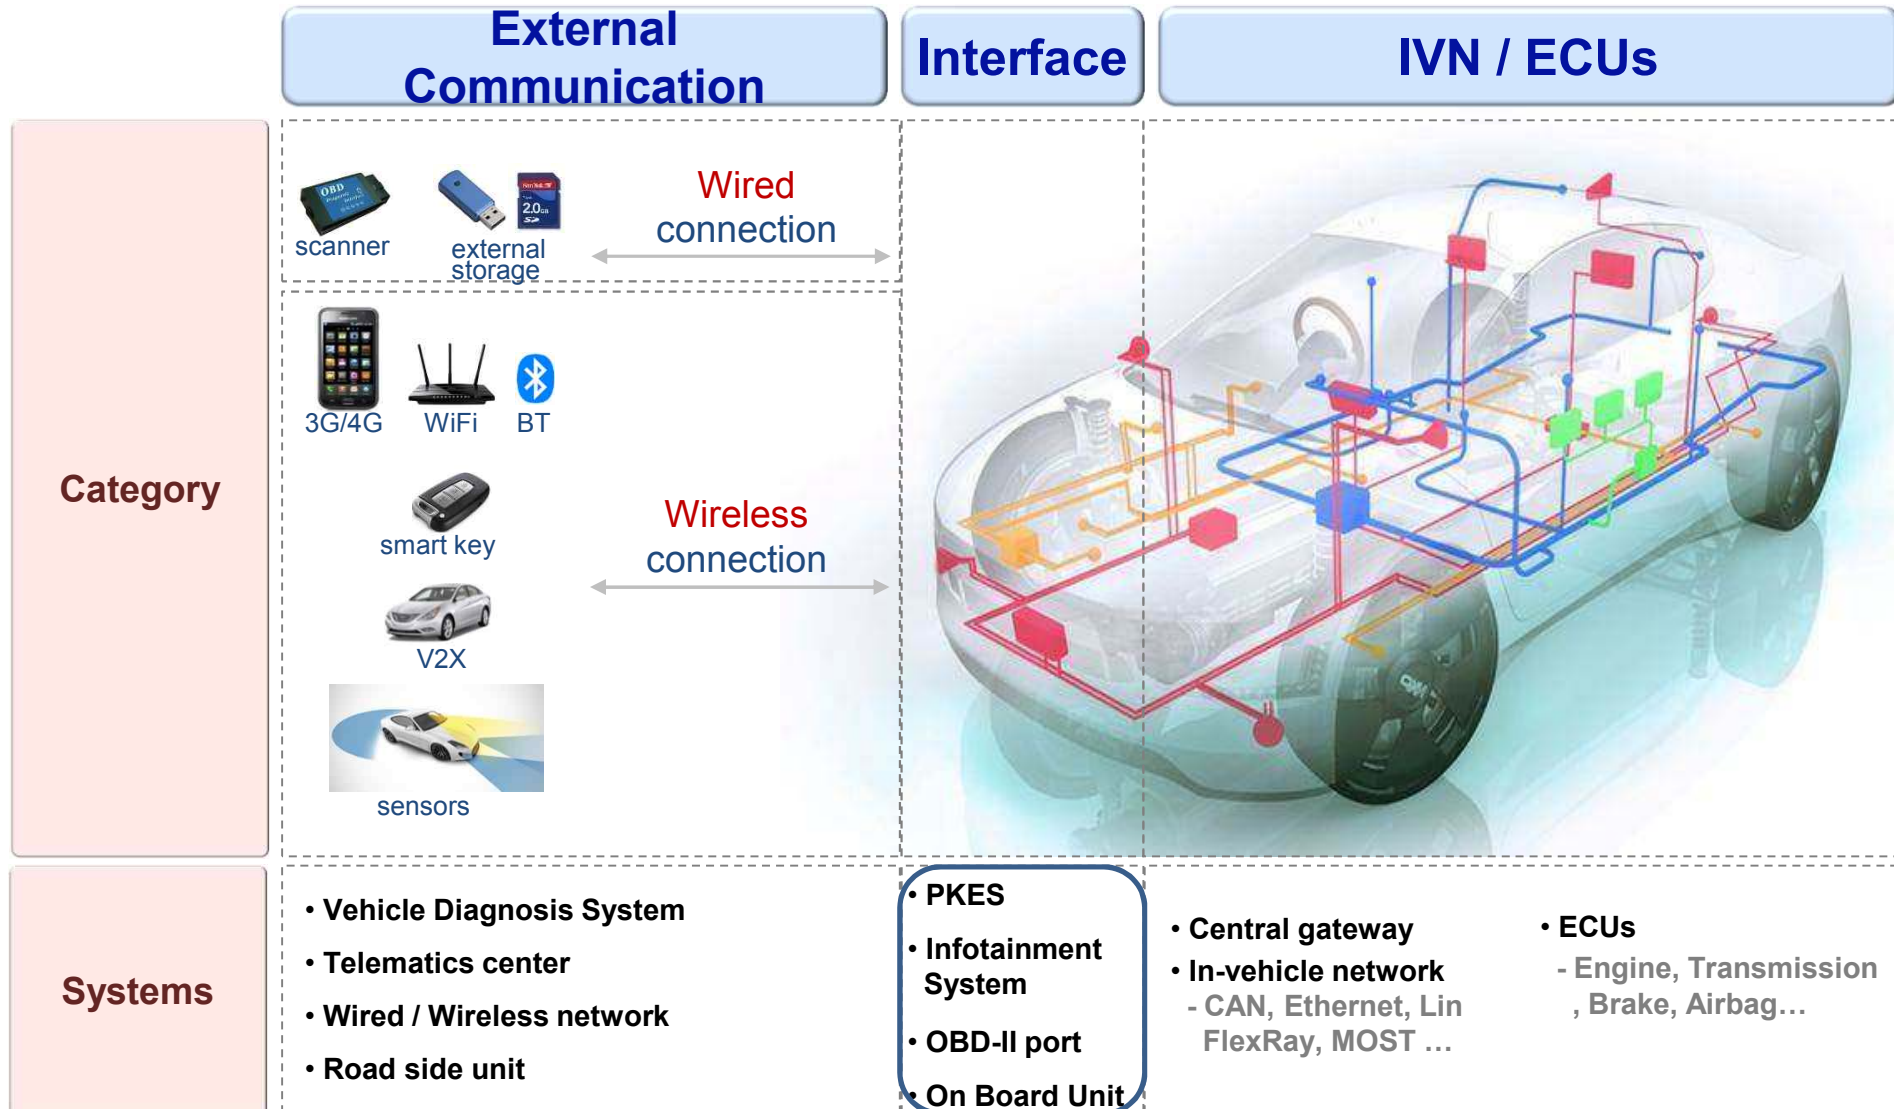 External
Communication
Interface
IVN / ECUs
Category
OBD
scanner
2.0GB
external
storage
Wired
connection
3G/4G
WiFi
BT
smart key
Wireless
connection
V2X
sensors
Systems
• Vehicle Diagnosis System
• Telematics center
• Wired / Wireless network
• Road side unit
• PKES
• Infotainment
System
• OBD-II port
• On Board Unit
• Central gateway
• In-vehicle network
- CAN, Ethernet, Lin
FlexRay, MOST …
• ECUs
- Engine, Transmission
, Brake, Airbag…